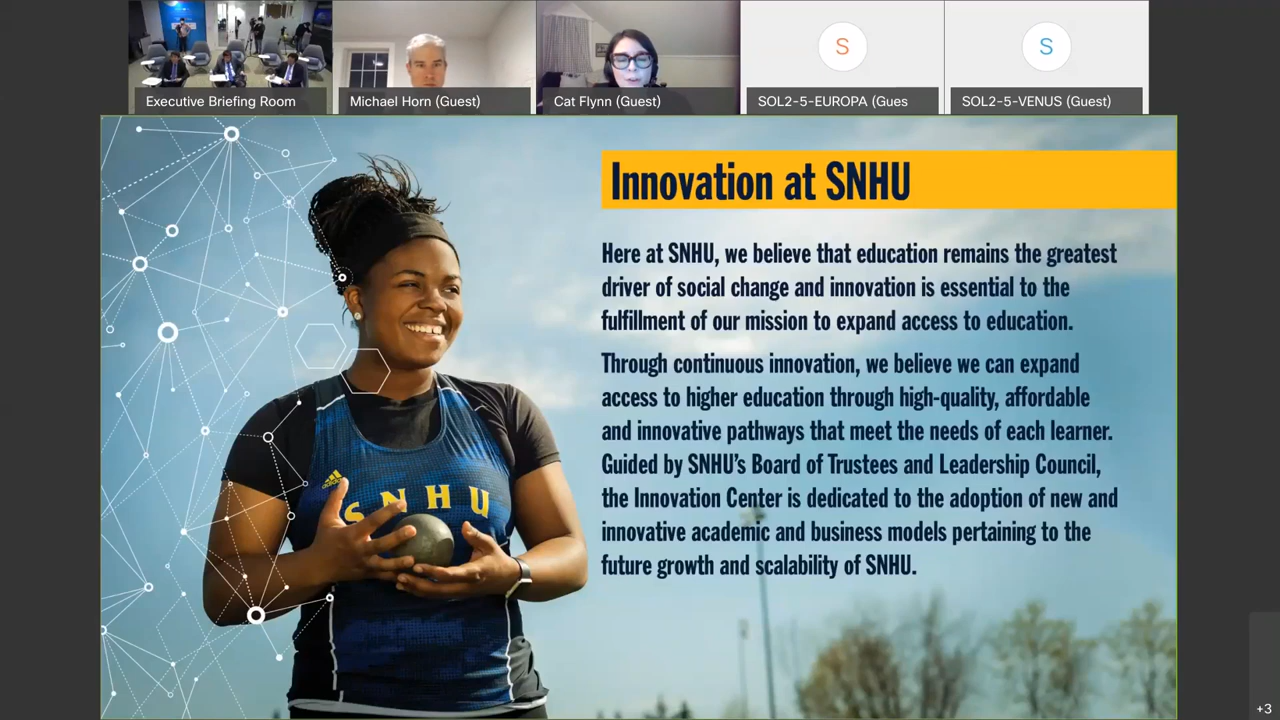 Executive Briefing Room
Michael Horn (Guest)
Cat Flynn (Guest)
S
SOL2-5-EUROPA (Gues
S
SOL2-5-VENUS (Guest)
Innovation at SNHU
Here at SNHU, we believe that education remains the greatest
driver of social change and innovation is essential to the
fulfillment of our mission to expand access to education.
Through continuous innovation, we believe we can expand
access to higher education through high-quality, affordable
and innovative pathways that meet the needs of each learner.
Guided by SNHU's Board of Trustees and Leadership Council,
the Innovation Center is dedicated to the adoption of new and
innovative academic and business models pertaining to the
future growth and scalability of SNHU.
adidas
SNHU
+3